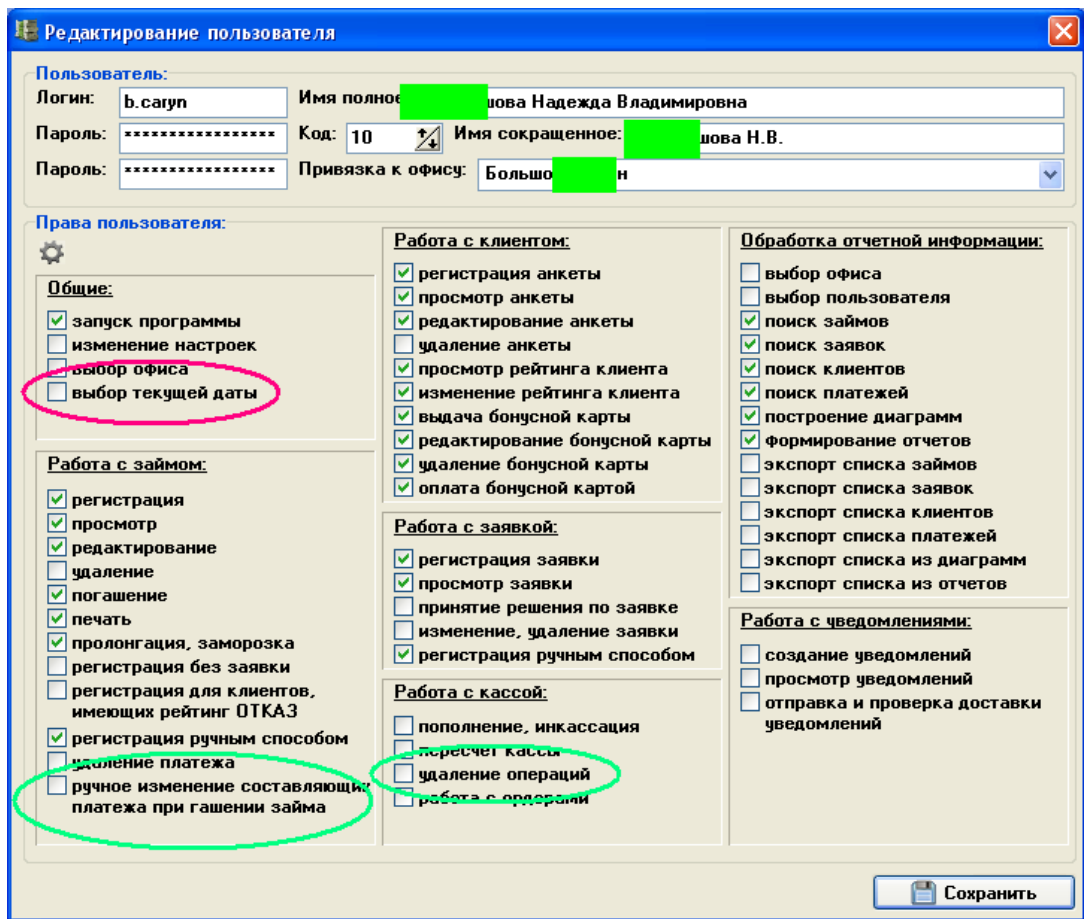 Редактирование пользователя
Пользователь:
Логин: b.caryn Имя полное шова Надежда Владимировна
Пароль: ***************** Код: 10 Имя сокращенное: шова Н.В.
Пароль: ***************** Привязка к офису: Большо н
Права пользователя:
Общие:
запуск программы
изменение настроек
выбор офиса
выбор текущей даты
Работа с займом:
регистрация
просмотр
редактирование
удаление
погашение
печать
пролонгация, заморозка
регистрация без заявки
регистрация для клиентов,
имеющих рейтинг ОТКАЗ
регистрация ручным способом
удаление платежа
ручное изменение составляющих
платежа при гашении займа
Работа с клиентом:
регистрация анкеты
просмотр анкеты
редактирование анкеты
удаление анкеты
просмотр рейтинга клиента
изменение рейтинга клиента
выдача бонусной карты
редактирование бонусной карты
удаление бонусной карты
оплата бонусной картой
Работа с заявкой:
регистрация заявки
просмотр заявки
принятие решения по заявке
изменение, удаление заявки
регистрация ручным способом
Работа с кассой:
пополнение, инкассация
пересчет кассы
удаление операций
работа с ордерами
Обработка отчетной информации:
выбор офиса
выбор пользователя
поиск займов
поиск заявок
поиск клиентов
поиск платежей
построение диаграмм
формирование отчетов
экспорт списка займов
экспорт списка заявок
экспорт списка клиентов
экспорт списка платежей
экспорт списка из диаграмм
экспорт списка из отчетов
Работа с уведомлениями:
создание уведомлений
просмотр уведомлений
отправка и проверка доставки
уведомлений
Сохранить